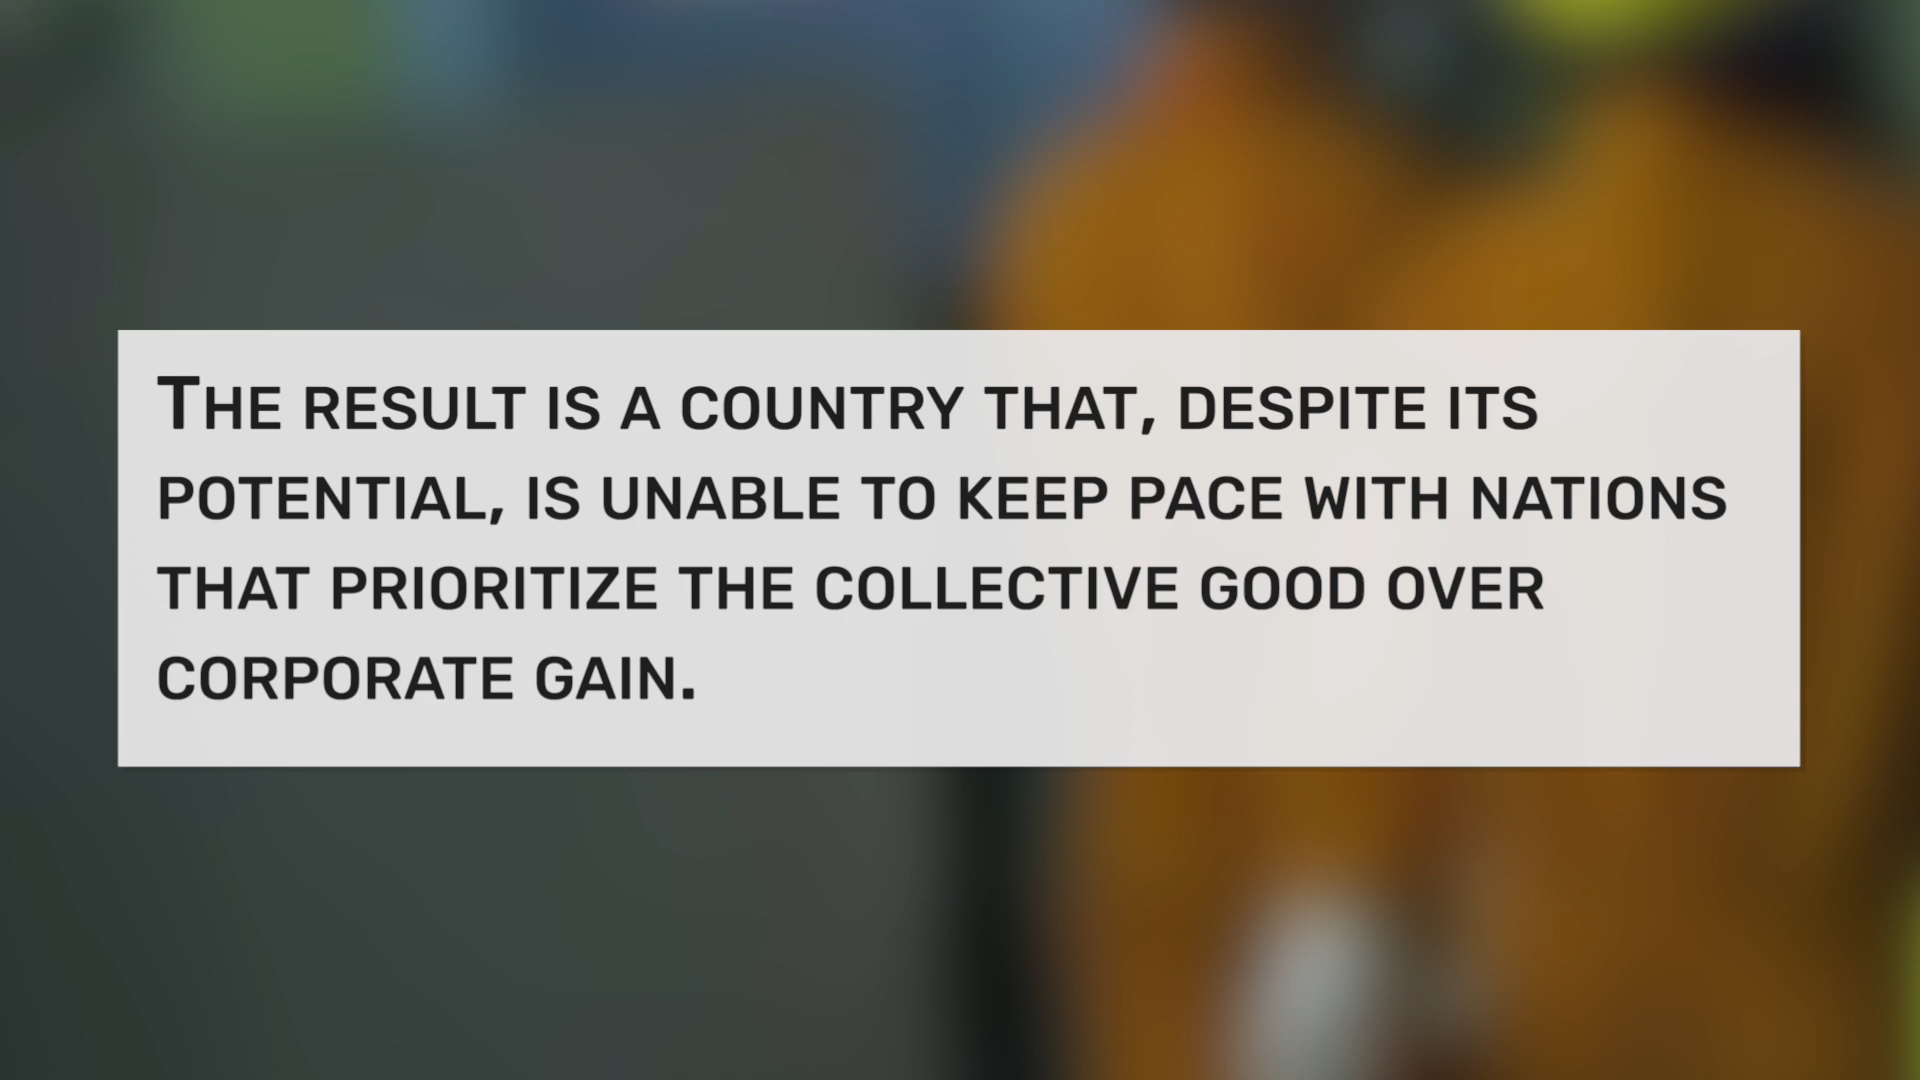 The result is a country that, despite its
potential, is unable to keep pace with nations
that prioritize the collective good over
corporate gain.